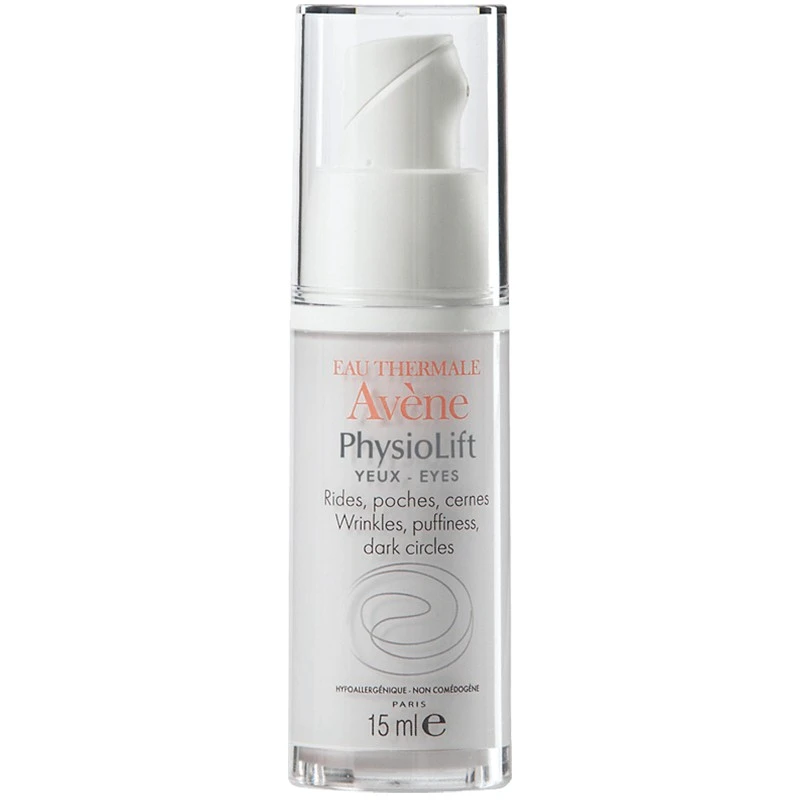 EAU THERMALE
Avène
PhysioLift
YEUX - EYES
Rides, poches, cernes
Wrinkles, puffiness,
dark circles
HYPOALLERGÉNIQUE - NON COMÉDOGÈNE
PARIS
15 ml e